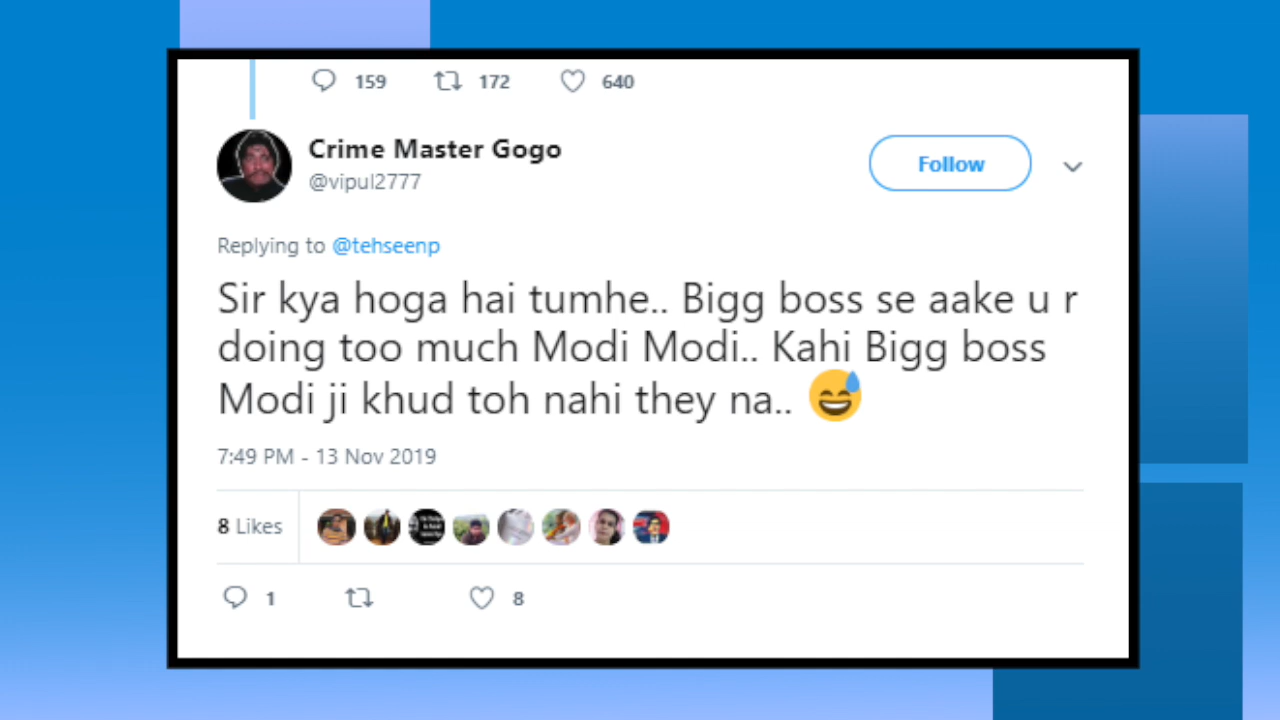 159 172 640
Crime Master Gogo
@vipul2777
Follow
Replying to @tehseenp
Sir kya hoga hai tumhe.. Bigg boss se aake u r
doing too much Modi Modi.. Kahi Bigg boss
Modi ji khud toh nahi they na.. 😅
7:49 PM - 13 Nov 2019
8 Likes
1 8